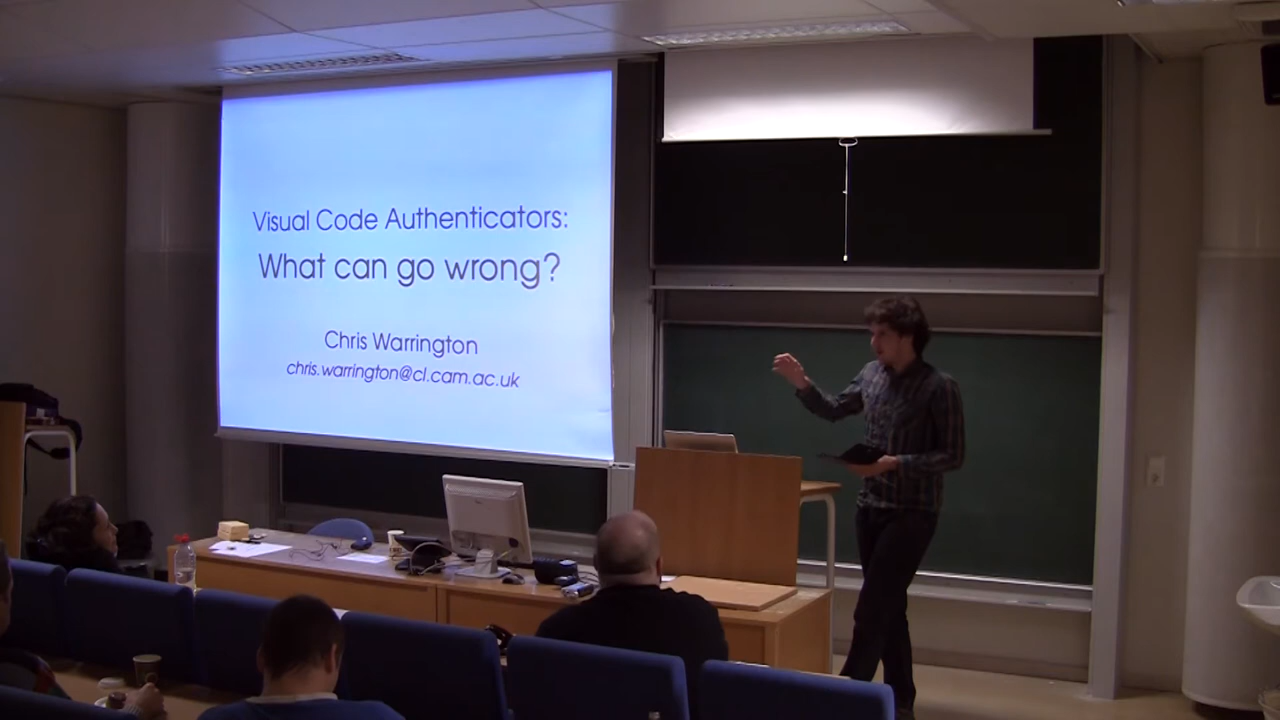 Visual Code Authenticators:
What can go wrong?
Chris Warrington
chris.warrington@cl.cam.ac.uk